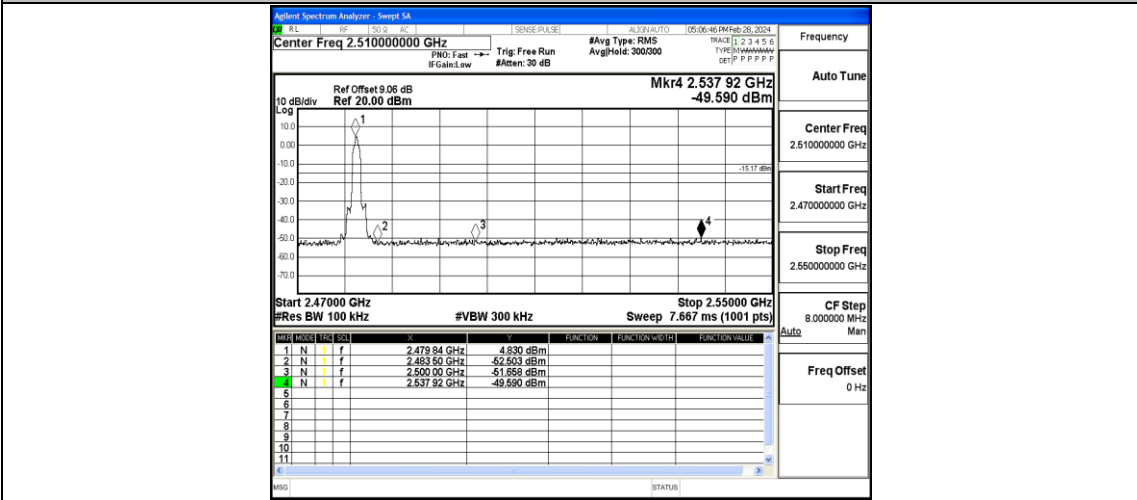 Agilent Spectrum Analyzer - Swept SA
RL RF 50 Ω AC SENSE:PULSE ALIGN AUTO 05:06:46 PM Feb 28, 2024
Center Freq 2.510000000 GHz
PNO: Fast
IFGain:Low
Trig: Free Run
#Atten: 30 dB
#Avg Type: RMS
Avg|Hold: 300/300
TRACE 1 2 3 4 5 6
TYPE M
DET P P P P P P
Frequency
Mkr4 2.537 92 GHz
-49.590 dBm
Ref Offset 9.06 dB
10 dB/div Ref 20.00 dBm
Log
10.0
0.00
-10.0
-20.0
-30.0
-40.0
-50.0
-60.0
-70.0
1
2
3
4
-15.17 dBm
Start 2.47000 GHz Stop 2.55000 GHz
#Res BW 100 kHz #VBW 300 kHz Sweep 7.667 ms (1001 pts)
MKR MODE TRC SCL X Y FUNCTION FUNCTION WIDTH FUNCTION VALUE
1 N 1 f 2.479 84 GHz 4.830 dBm
2 N 1 f 2.483 50 GHz -52.503 dBm
3 N 1 f 2.500 00 GHz -51.658 dBm
4 N 1 f 2.537 92 GHz -49.590 dBm
5
6
7
8
9
10
11
MSG STATUS
Auto Tune
Center Freq
2.510000000 GHz
Start Freq
2.470000000 GHz
Stop Freq
2.550000000 GHz
CF Step
8.000000 MHz
Auto Man
Freq Offset
0 Hz